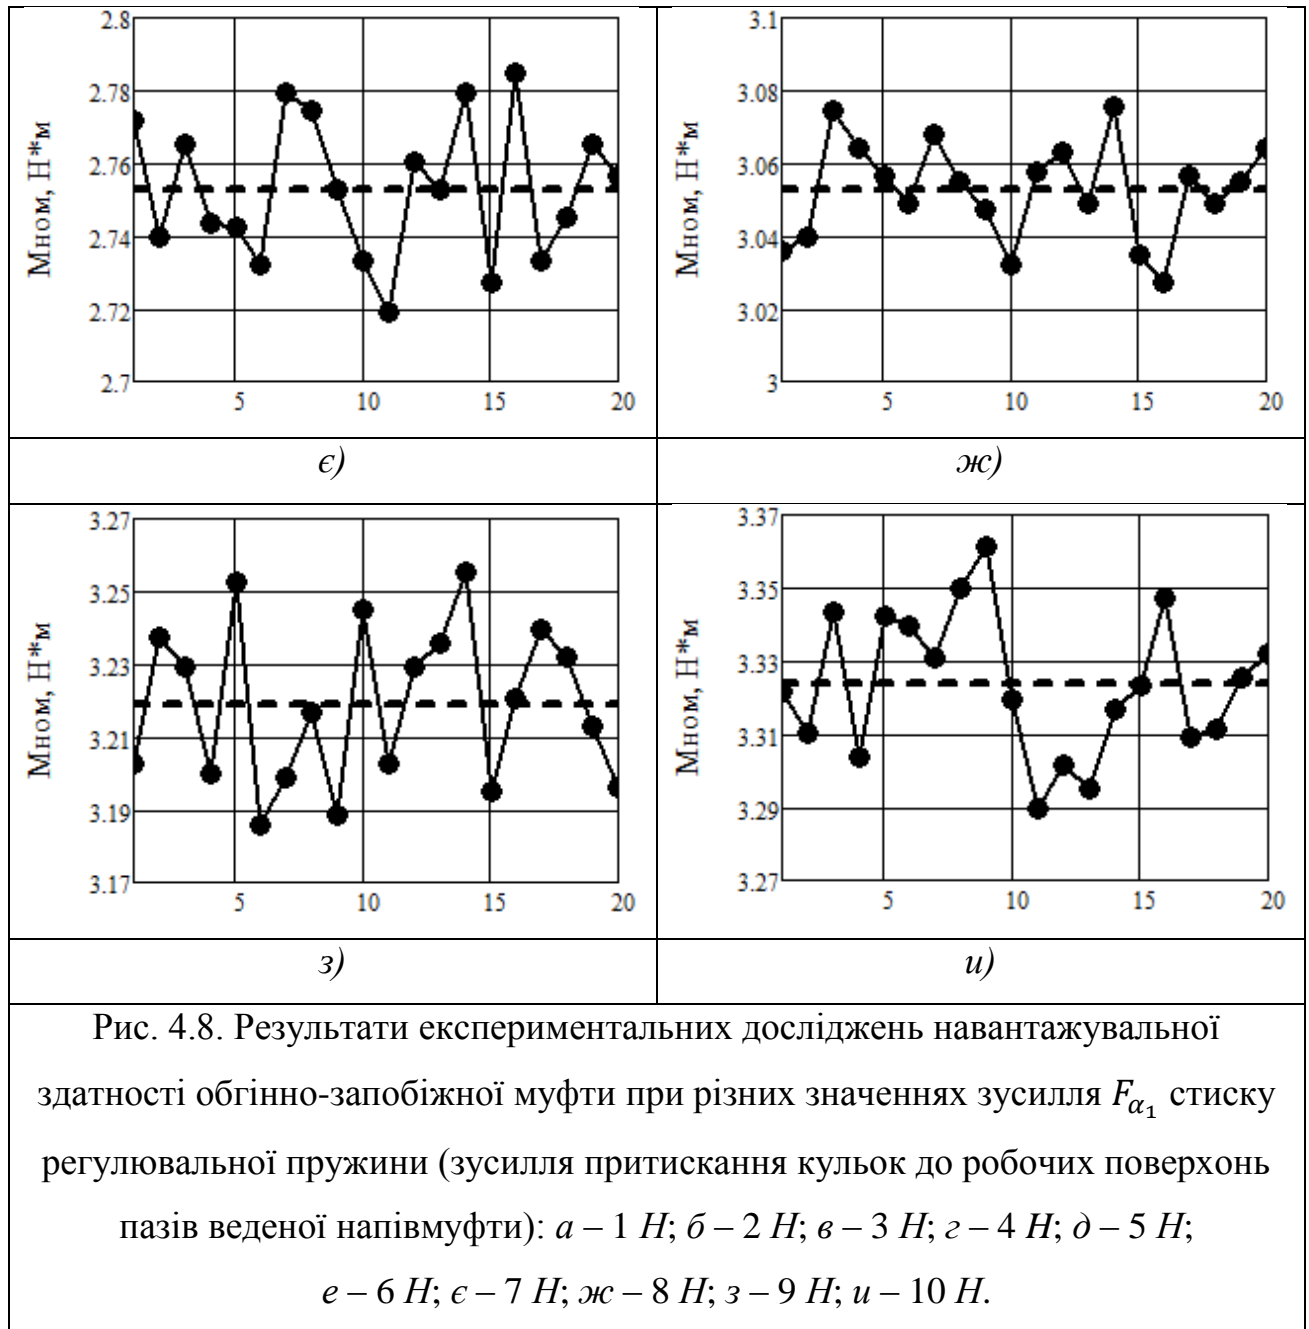 2.8
2.78
2.76
2.74
2.72
2.7
Мном, Н*м
5 10 15 20
3.1
3.08
3.06
3.04
3.02
3
Мном, Н*м
5 10 15 20
є) ж)
3.27
3.25
3.23
3.21
3.19
3.17
Мном, Н*м
5 10 15 20
3.37
3.35
3.33
3.31
3.29
3.27
Мном, Н*м
5 10 15 20
з) и)
Рис. 4.8. Результати експериментальних досліджень навантажувальної
здатності обгінно-запобіжної муфти при різних значеннях зусилля F_{α_1} стиску
регулювальної пружини (зусилля притискання кульок до робочих поверхонь
пазів веденої напівмуфти): а – 1 Н; б – 2 Н; в – 3 Н; г – 4 Н; д – 5 Н;
е – 6 Н; є – 7 Н; ж – 8 Н; з – 9 Н; и – 10 Н.